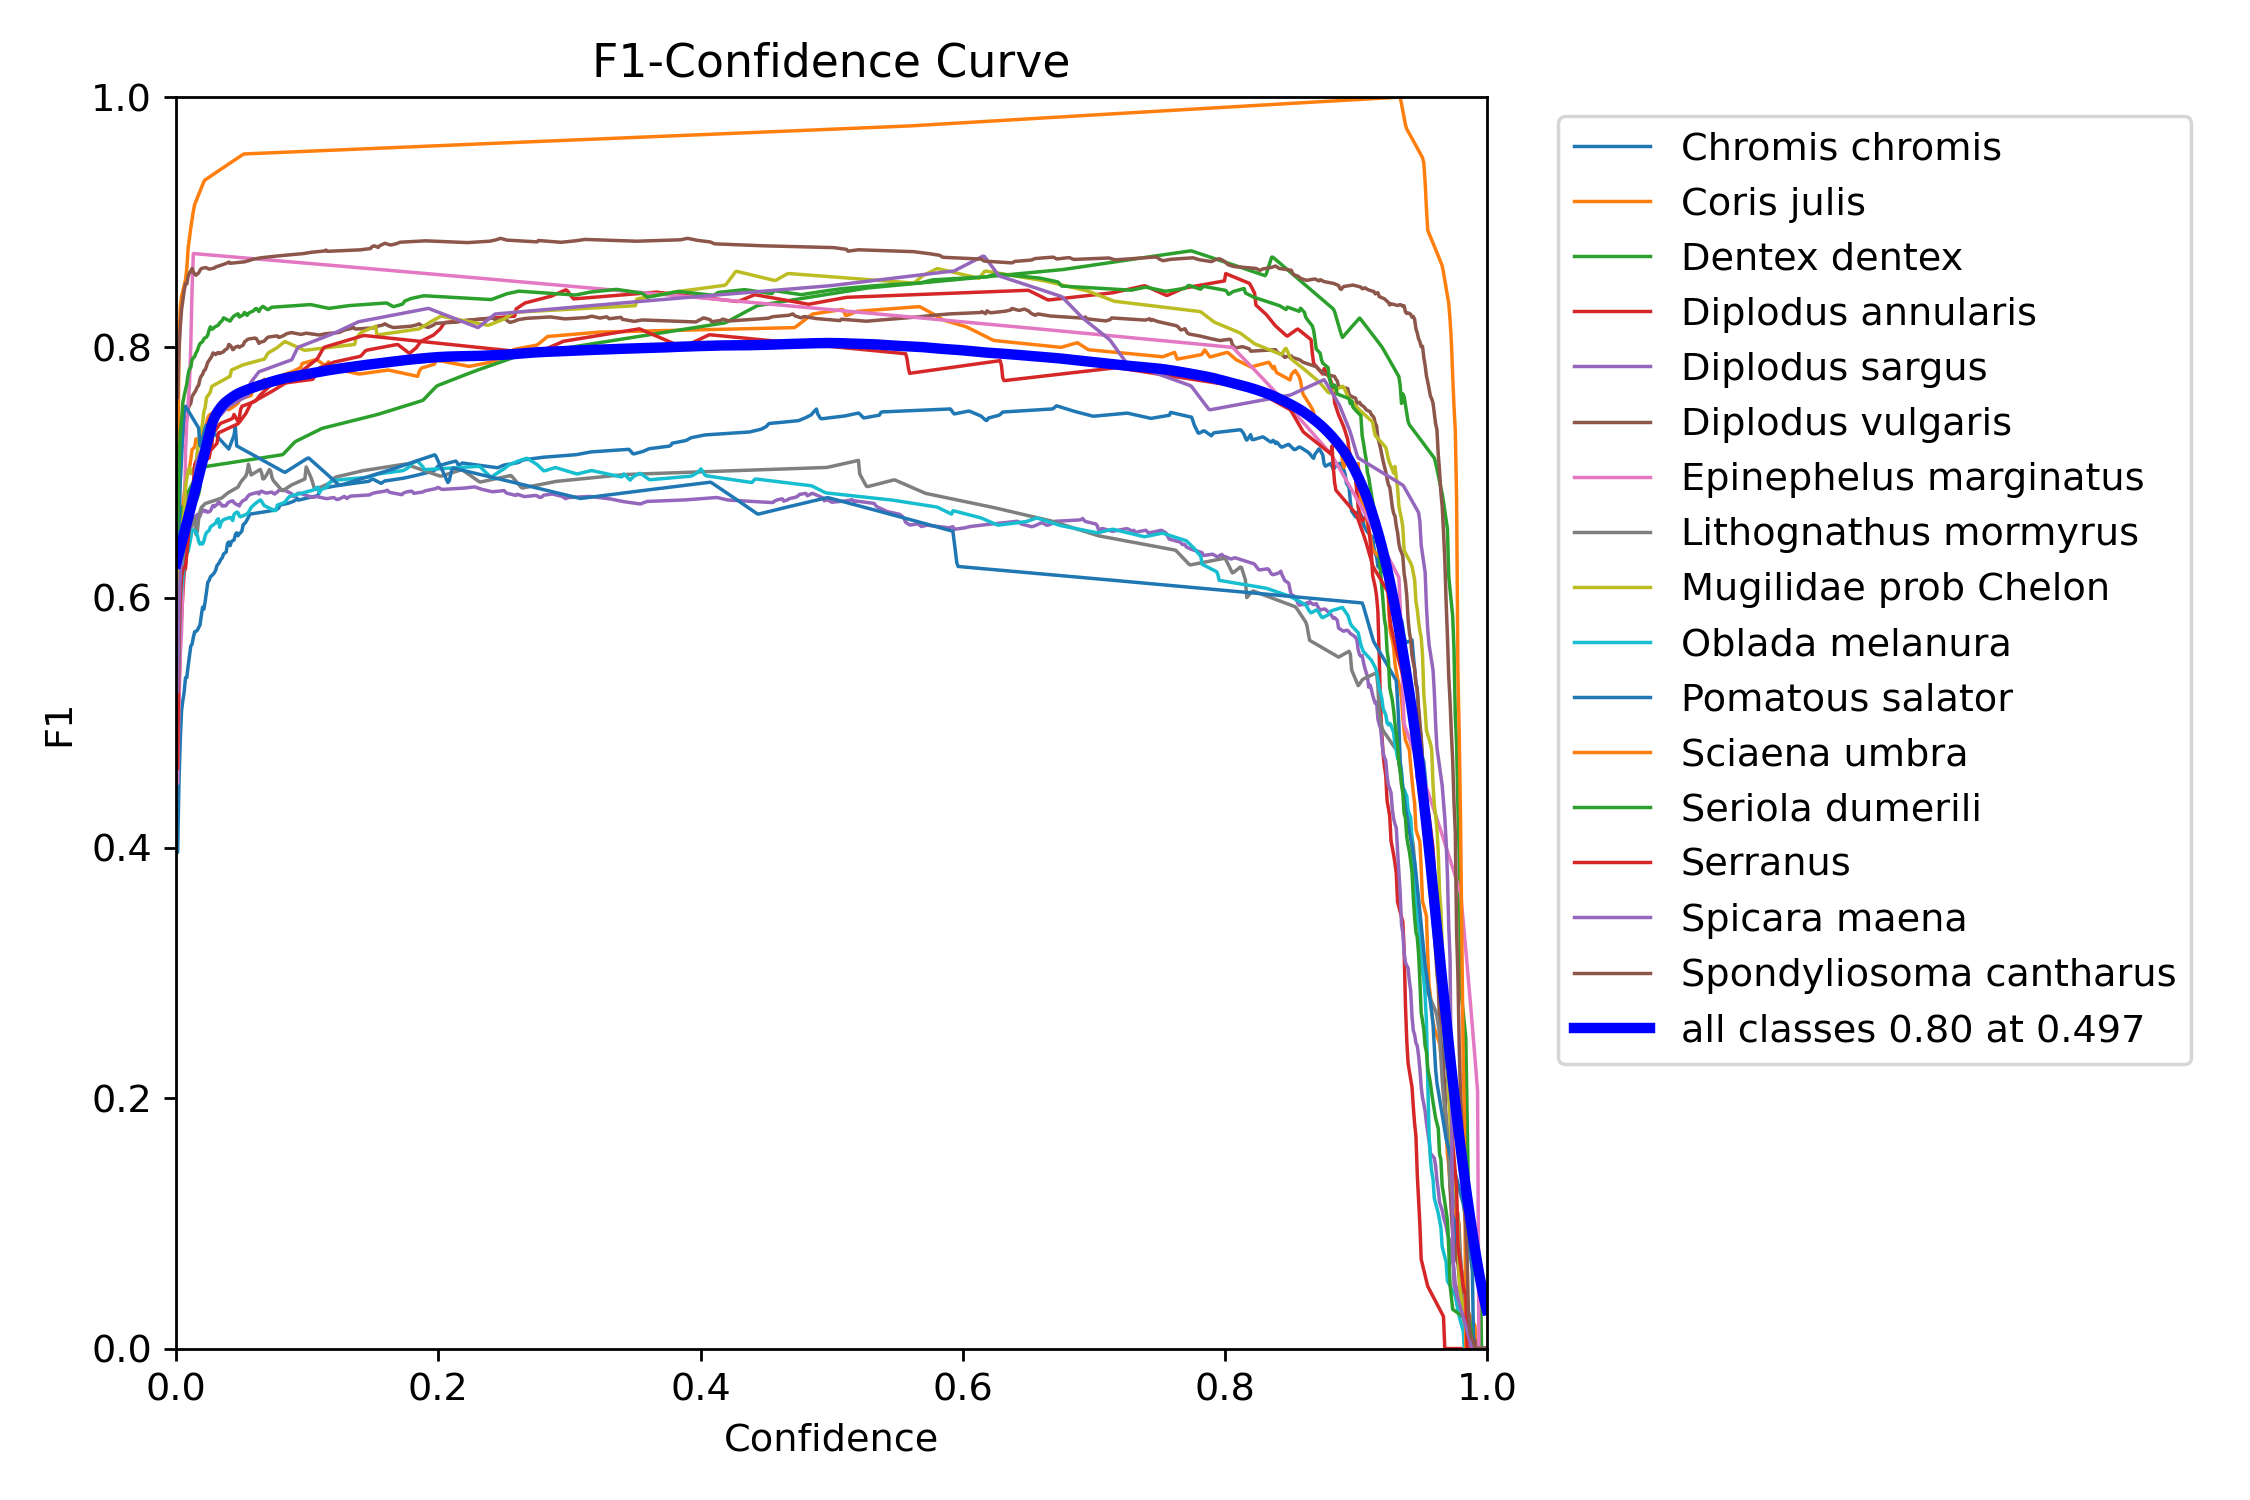 F1-Confidence Curve
1.0
0.8
0.6
0.4
0.2
0.0
F1
0.0 0.2 0.4 0.6 0.8 1.0
Confidence
Chromis chromis
Coris julis
Dentex dentex
Diplodus annularis
Diplodus sargus
Diplodus vulgaris
Epinephelus marginatus
Lithognathus mormyrus
Mugilidae prob Chelon
Oblada melanura
Pomatous salator
Sciaena umbra
Seriola dumerili
Serranus
Spicara maena
Spondyliosoma cantharus
all classes 0.80 at 0.497